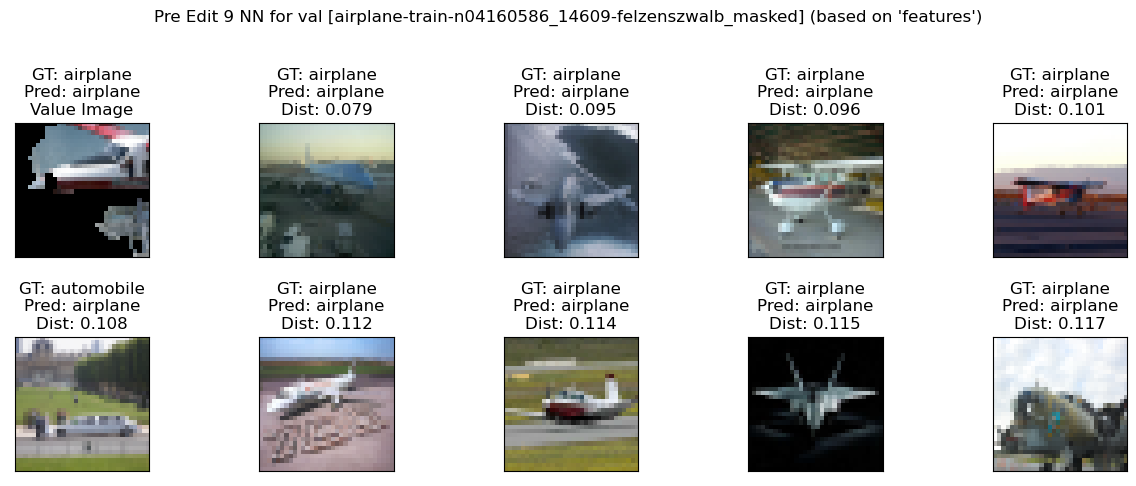 Pre Edit 9 NN for val [airplane-train-n04160586_14609-felzenszwalb_masked] (based on 'features')
GT: airplane
Pred: airplane
Value Image
GT: airplane
Pred: airplane
Dist: 0.079
GT: airplane
Pred: airplane
Dist: 0.095
GT: airplane
Pred: airplane
Dist: 0.096
GT: airplane
Pred: airplane
Dist: 0.101
GT: automobile
Pred: airplane
Dist: 0.108
GT: airplane
Pred: airplane
Dist: 0.112
GT: airplane
Pred: airplane
Dist: 0.114
GT: airplane
Pred: airplane
Dist: 0.115
GT: airplane
Pred: airplane
Dist: 0.117